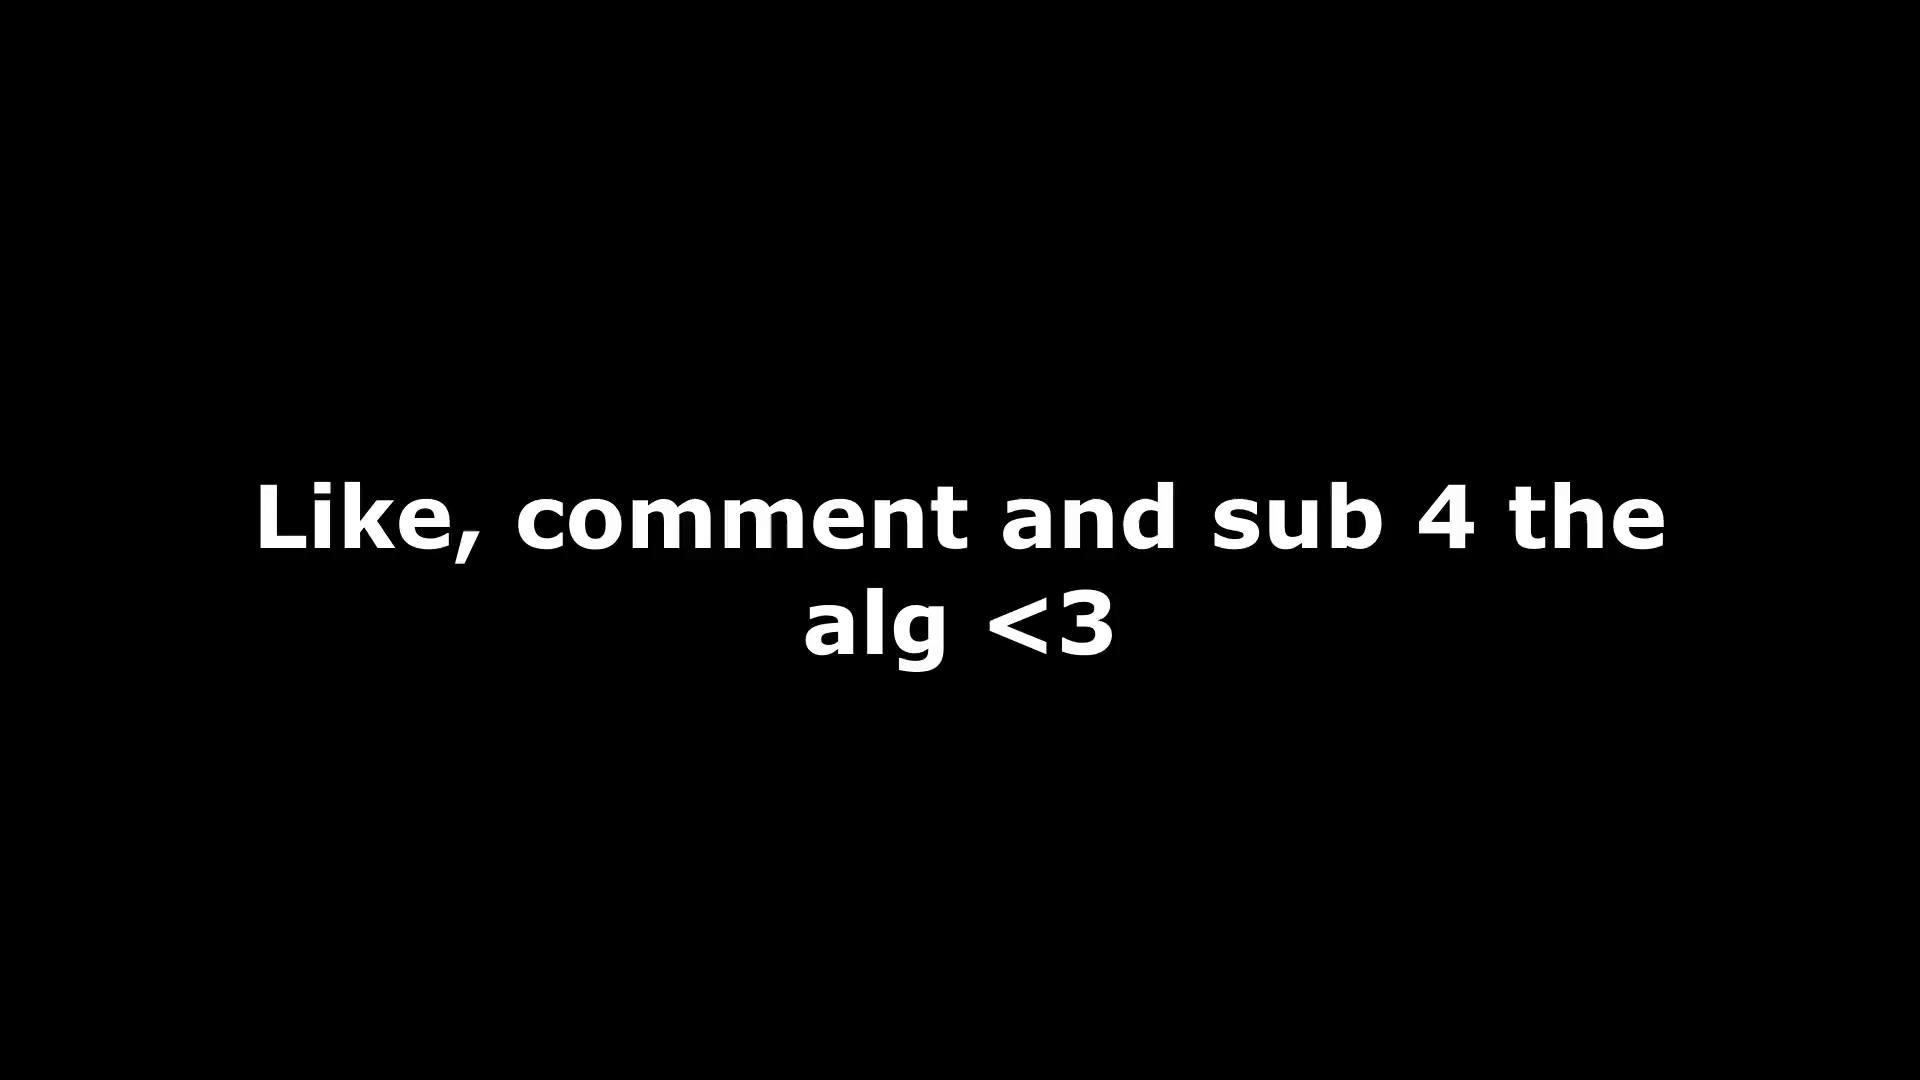 Like, comment and sub 4 the
alg <3